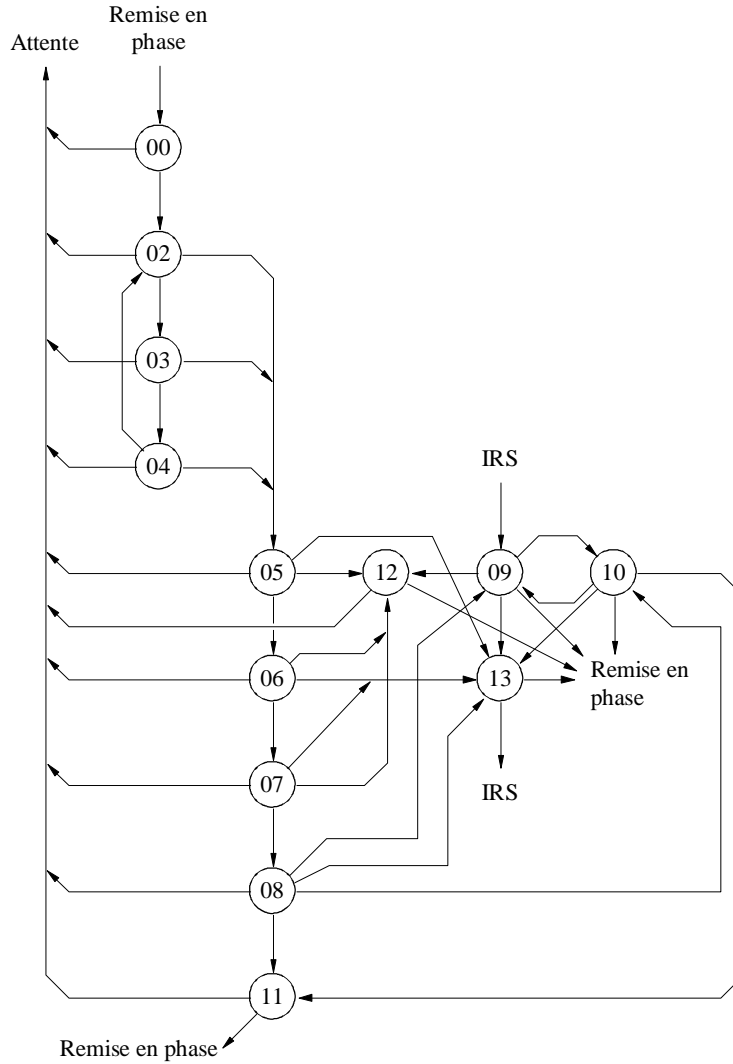 Remise en
phase
Attente
00
02
03
04
IRS
05
12
09
10
06
13
Remise en
phase
07
IRS
08
11
Remise en phase